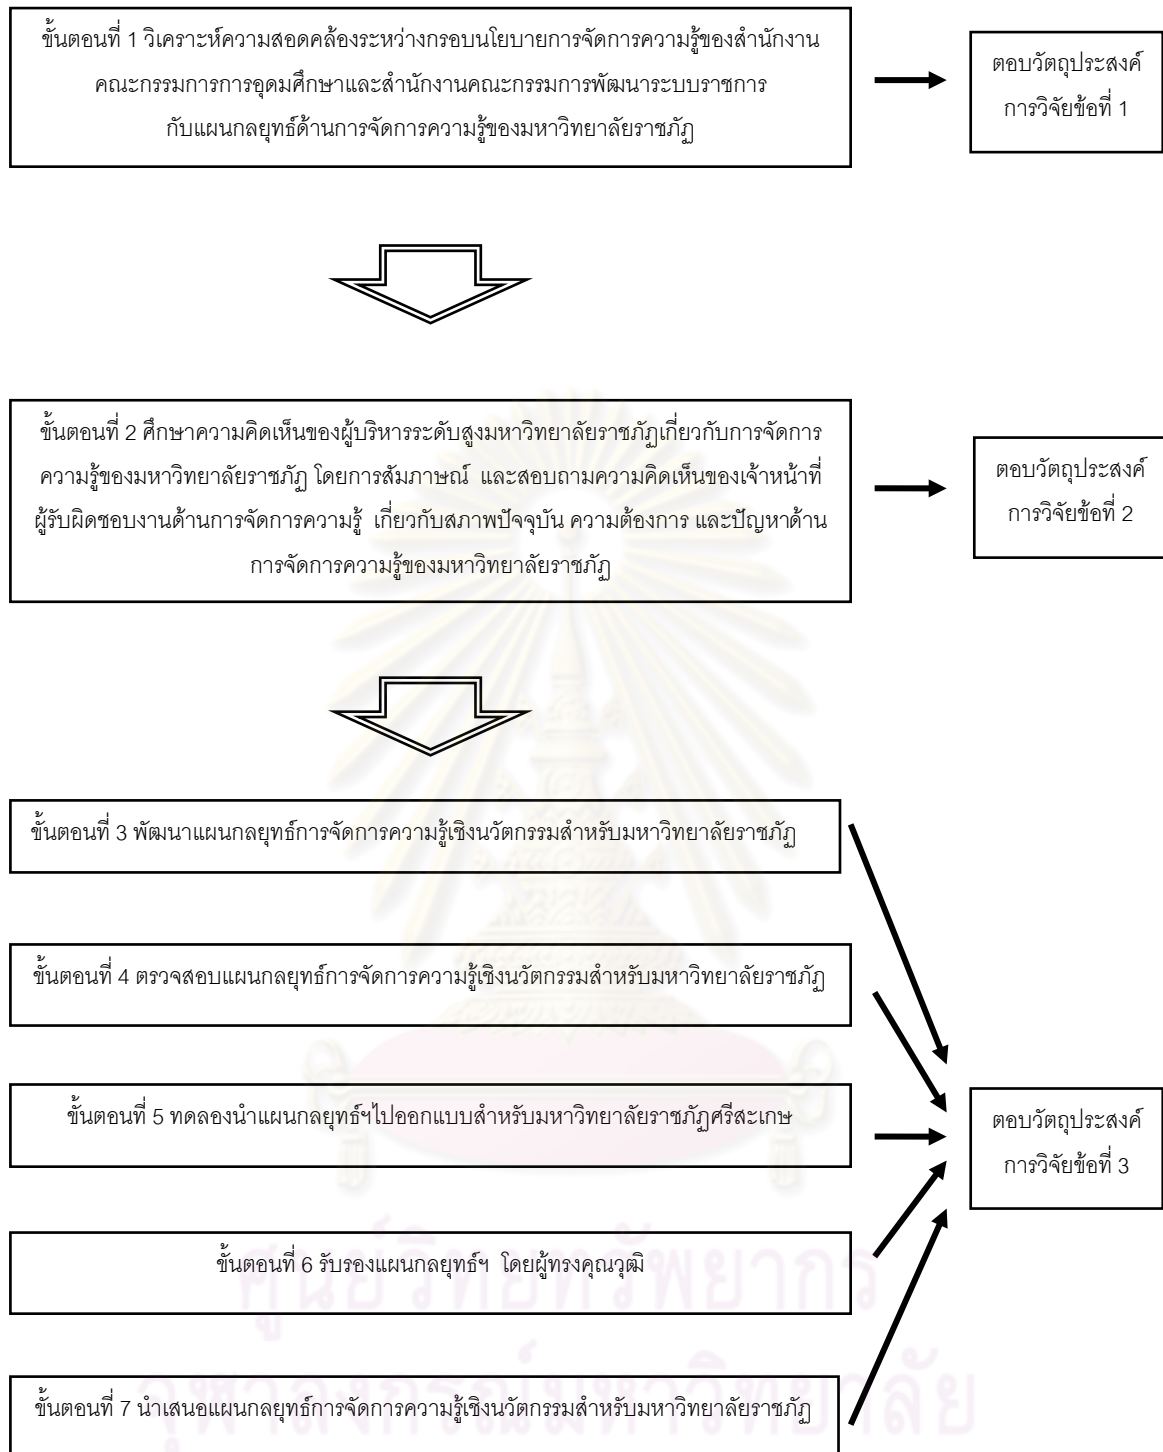 ขั้นตอนที่ 1 วิเคราะห์ความสอดคล้องระหว่างกรอบนโยบายการจัดการความรู้ของสำนักงาน
คณะกรรมการการอุดมศึกษาและสำนักงานคณะกรรมการพัฒนาระบบราชการ
กับแผนกลยุทธ์ด้านการจัดการความรู้ของมหาวิทยาลัยราชภัฏ
ตอบวัตถุประสงค์
การวิจัยข้อที่ 1
ขั้นตอนที่ 2 ศึกษาความคิดเห็นของผู้บริหารระดับสูงมหาวิทยาลัยราชภัฏเกี่ยวกับการจัดการ
ความรู้ของมหาวิทยาลัยราชภัฏ โดยการสัมภาษณ์ และสอบถามความคิดเห็นของเจ้าหน้าที่
ผู้รับผิดชอบงานด้านการจัดการความรู้ เกี่ยวกับสภาพปัจจุบัน ความต้องการ และปัญหาด้าน
การจัดการความรู้ของมหาวิทยาลัยราชภัฏ
ตอบวัตถุประสงค์
การวิจัยข้อที่ 2
ขั้นตอนที่ 3 พัฒนาแผนกลยุทธ์การจัดการความรู้เชิงนวัตกรรมสำหรับมหาวิทยาลัยราชภัฏ
ขั้นตอนที่ 4 ตรวจสอบแผนกลยุทธ์การจัดการความรู้เชิงนวัตกรรมสำหรับมหาวิทยาลัยราชภัฏ
ขั้นตอนที่ 5 ทดลองนำแผนกลยุทธ์ฯไปออกแบบสำหรับมหาวิทยาลัยราชภัฏศรีสะเกษ
ตอบวัตถุประสงค์
การวิจัยข้อที่ 3
ขั้นตอนที่ 6 รับรองแผนกลยุทธ์ฯ โดยผู้ทรงคุณวุฒิ
ศูนย์วิทยทรัพยากร
จุฬาลงกรณ์มหาวิทยาลัย
ขั้นตอนที่ 7 นำเสนอแผนกลยุทธ์การจัดการความรู้เชิงนวัตกรรมสำหรับมหาวิทยาลัยราชภัฏ